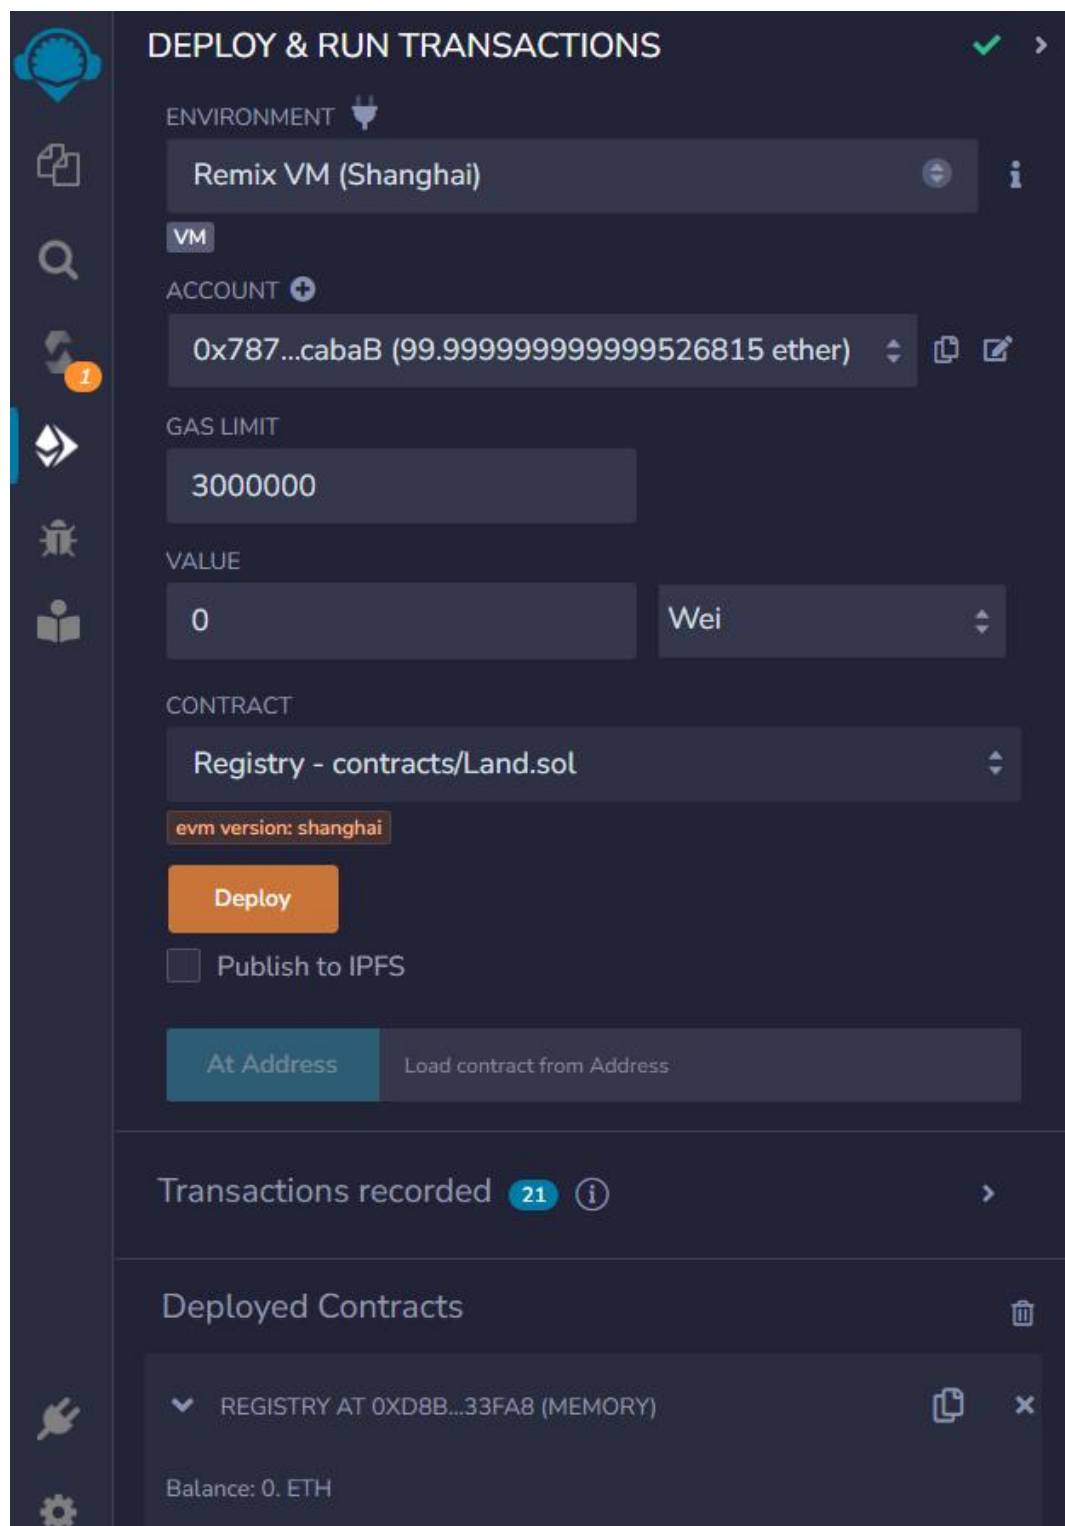 DEPLOY & RUN TRANSACTIONS
ENVIRONMENT
Remix VM (Shanghai)
VM
ACCOUNT
0x787...cabaB (99.999999999999526815 ether)
1
GAS LIMIT
3000000
VALUE
0 Wei
CONTRACT
Registry - contracts/Land.sol
evm version: shanghai
Deploy
Publish to IPFS
At Address Load contract from Address
Transactions recorded 21 i
Deployed Contracts
REGISTRY AT 0XD8B...33FA8 (MEMORY)
Balance: 0. ETH